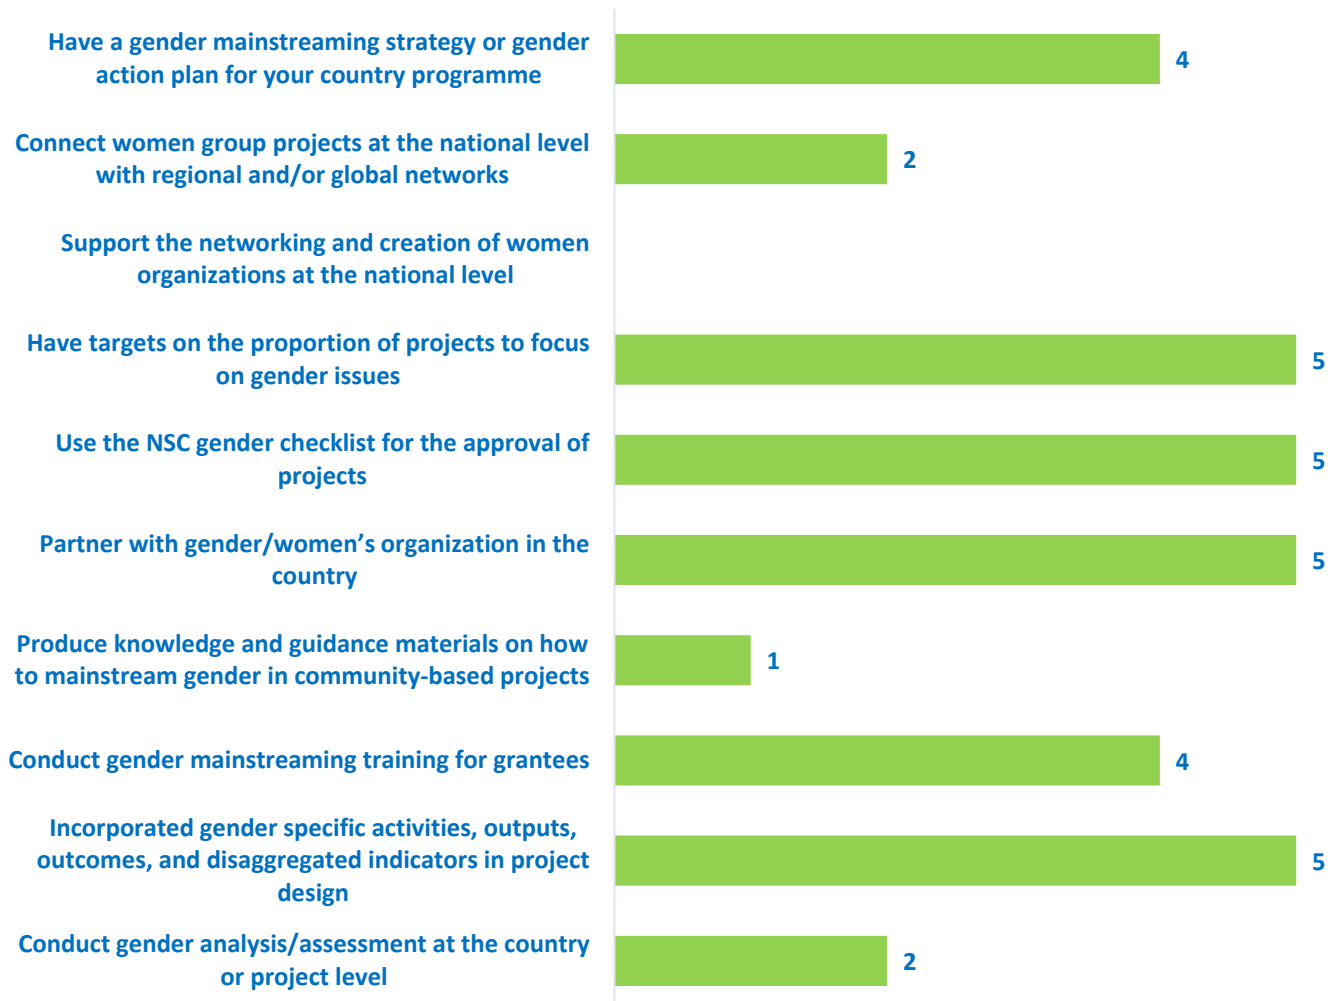 Have a gender mainstreaming strategy or gender
action plan for your country programme
4
Connect women group projects at the national level
with regional and/or global networks
2
Support the networking and creation of women
organizations at the national level
Have targets on the proportion of projects to focus
on gender issues
5
Use the NSC gender checklist for the approval of
projects
5
Partner with gender/women’s organization in the
country
5
Produce knowledge and guidance materials on how
to mainstream gender in community-based projects
1
Conduct gender mainstreaming training for grantees
4
Incorporated gender specific activities, outputs,
outcomes, and disaggregated indicators in project
design
5
Conduct gender analysis/assessment at the country
or project level
2